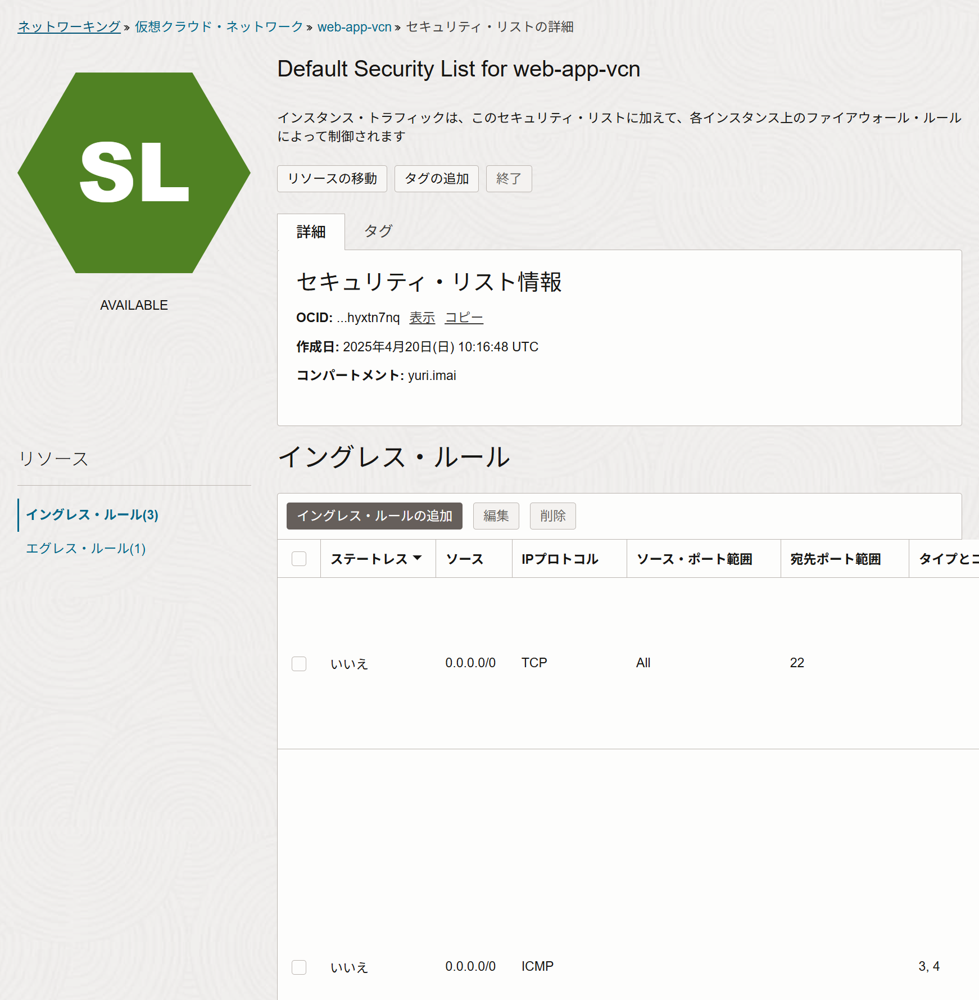 ネットワーキング » 仮想クラウド・ネットワーク » web-app-vcn » セキュリティ・リストの詳細
SL
AVAILABLE
Default Security List for web-app-vcn
インスタンス・トラフィックは、このセキュリティ・リストに加えて、各インスタンス上のファイアウォール・ルール
によって制御されます
リソースの移動 タグの追加 終了
詳細 タグ
セキュリティ・リスト情報
OCID: ...hyxtn7nq 表示 コピー
作成日: 2025年4月20日(日) 10:16:48 UTC
コンパートメント: yuri.imai
リソース
イングレス・ルール(3)
エグレス・ルール(1)
イングレス・ルール
イングレス・ルールの追加 編集 削除
ステートレス ソース IPプロトコル ソース・ポート範囲 宛先ポート範囲 タイプとコ
いいえ 0.0.0.0/0 TCP All 22
いいえ 0.0.0.0/0 ICMP 3, 4